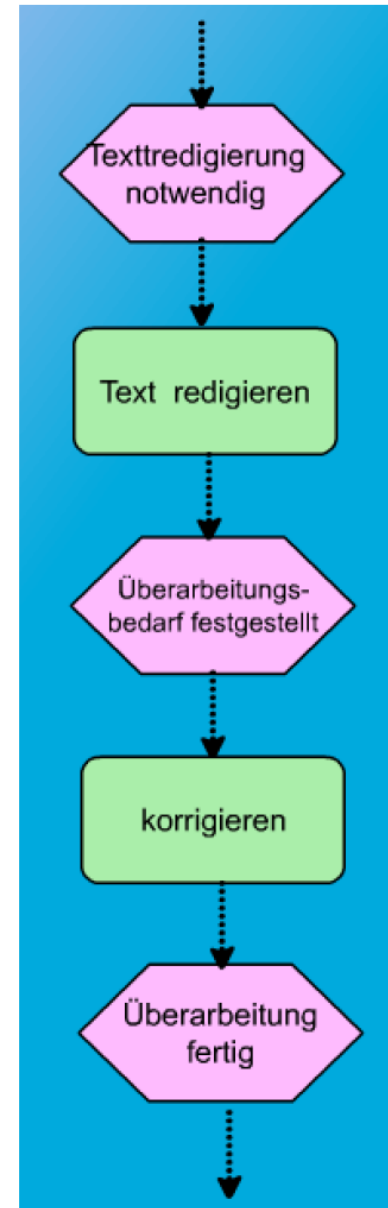 Texttredigierung
notwendig
Text redigieren
Überarbeitungs-
bedarf festgestellt
korrigieren
Überarbeitung
fertig